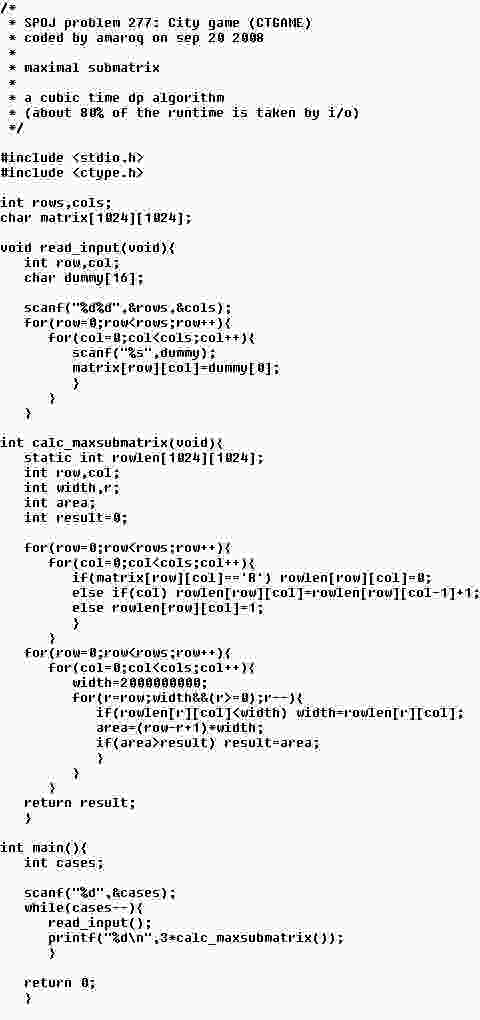 /*
 * SPOJ problem 277: City game (CTGAME)
 * coded by amaroq on sep 20 2008
 *
 * maximal submatrix
 *
 * a cubic time dp algorithm
 * (about 80% of the runtime is taken by i/o)
 */

#include <stdio.h>
#include <ctype.h>

int rows,cols;
char matrix[1024][1024];

void read_input(void){
   int row,col;
   char dummy[16];

   scanf("%d%d",&rows,&cols);
   for(row=0;row<rows;row++){
      for(col=0;col<cols;col++){
         scanf("%s",dummy);
         matrix[row][col]=dummy[0];
         }
      }
   }

int calc_maxsubmatrix(void){
   static int rowlen[1024][1024];
   int row,col;
   int width,r;
   int area;
   int result=0;

   for(row=0;row<rows;row++){
      for(col=0;col<cols;col++){
         if(matrix[row][col]=='R') rowlen[row][col]=0;
         else if(col) rowlen[row][col]=rowlen[row][col-1]+1;
         else rowlen[row][col]=1;
         }
      }
   for(row=0;row<rows;row++){
      for(col=0;col<cols;col++){
         width=2000000000;
         for(r=row;width&&(r>=0);r--){
            if(rowlen[r][col]<width) width=rowlen[r][col];
            area=(row-r+1)*width;
            if(area>result) result=area;
            }
         }
      }
   return result;
   }

int main(){
   int cases;

   scanf("%d",&cases);
   while(cases--){
      read_input();
      printf("%d\n",3*calc_maxsubmatrix());
      }

   return 0;
   }